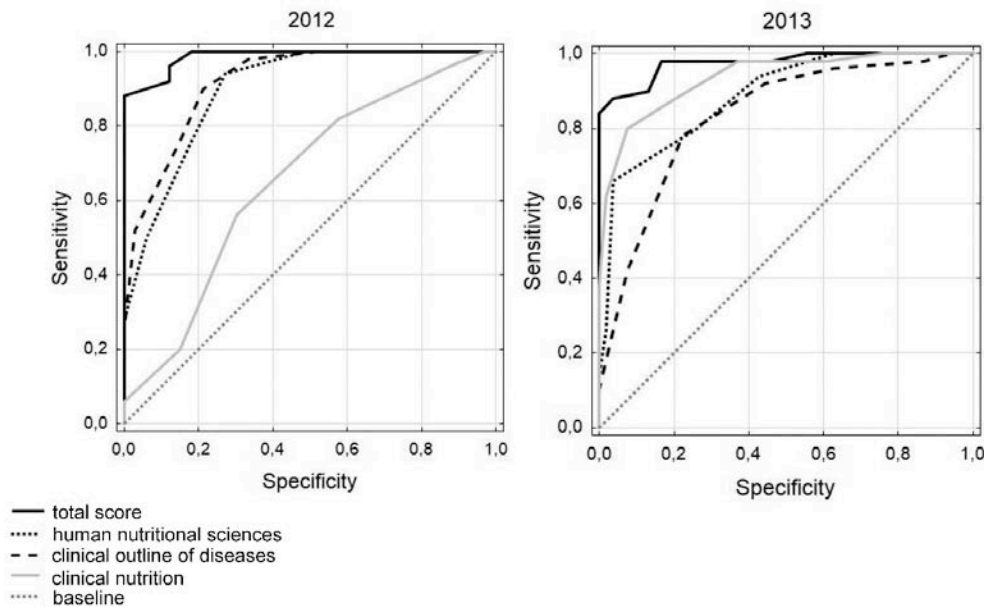 2012
1,0
0,8
0,6
0,4
0,2
0,0
Sensitivity
0,0 0,2 0,4 0,6 0,8 1,0
Specificity
2013
1,0
0,8
0,6
0,4
0,2
0,0
Sensitivity
0,0 0,2 0,4 0,6 0,8 1,0
Specificity
total score
human nutritional sciences
clinical outline of diseases
clinical nutrition
baseline